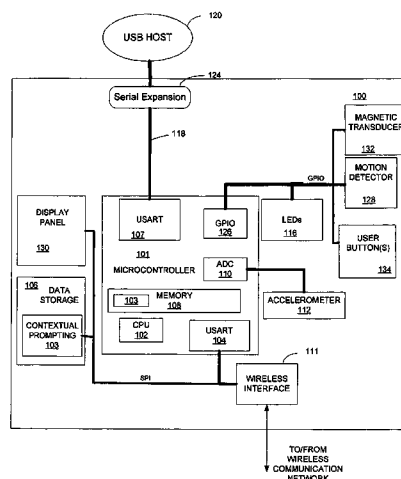 120
USB HOST
124
Serial Expansion
100
MAGNETIC
TRANSDUCER
132
118
GPIO
MOTION
DETECTOR
128
DISPLAY
PANEL
130
USART
107
GPIO
126
LEDs
116
101
MICROCONTROLLER
USER
BUTTON(S)
134
ADC
110
106
DATA
STORAGE
103
MEMORY
108
ACCELEROMETER
112
CONTEXTUAL
PROMPTING
103
CPU
102
USART
104
111
SPI
WIRELESS
INTERFACE
TO/FROM
WIRELESS
COMMUNICATION
NETWORK